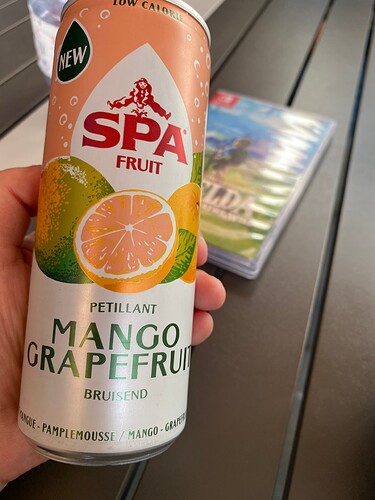 LOW CALORIE
NEW
SPA
FRUIT
PETILLANT
MANGO
GRAPEFRUIT
BRUISEND
- PAMPLEMOUSSE / MANGO -